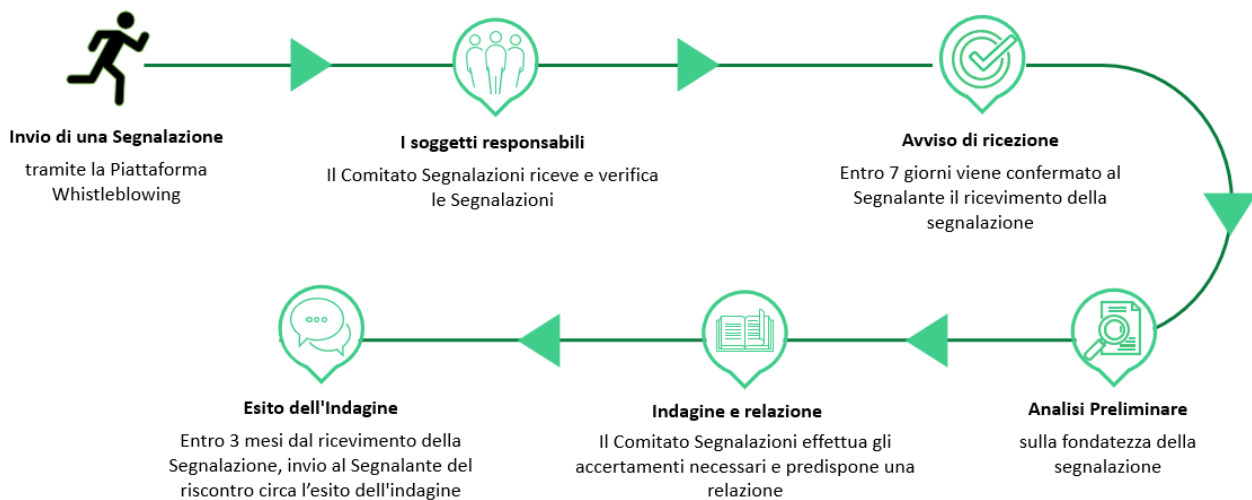 Invio di una Segnalazione
tramite la Piattaforma
Whistleblowing
I soggetti responsabili
Il Comitato Segnalazioni riceve e verifica
le Segnalazioni
Avviso di ricezione
Entro 7 giorni viene confermato al
Segnalante il ricevimento della
segnalazione
Analisi Preliminare
sulla fondatezza della
segnalazione
Indagine e relazione
Il Comitato Segnalazioni effettua gli
accertamenti necessari e predispone una
relazione
Esito dell'Indagine
Entro 3 mesi dal ricevimento della
Segnalazione, invio al Segnalante del
riscontro circa l’esito dell'indagine